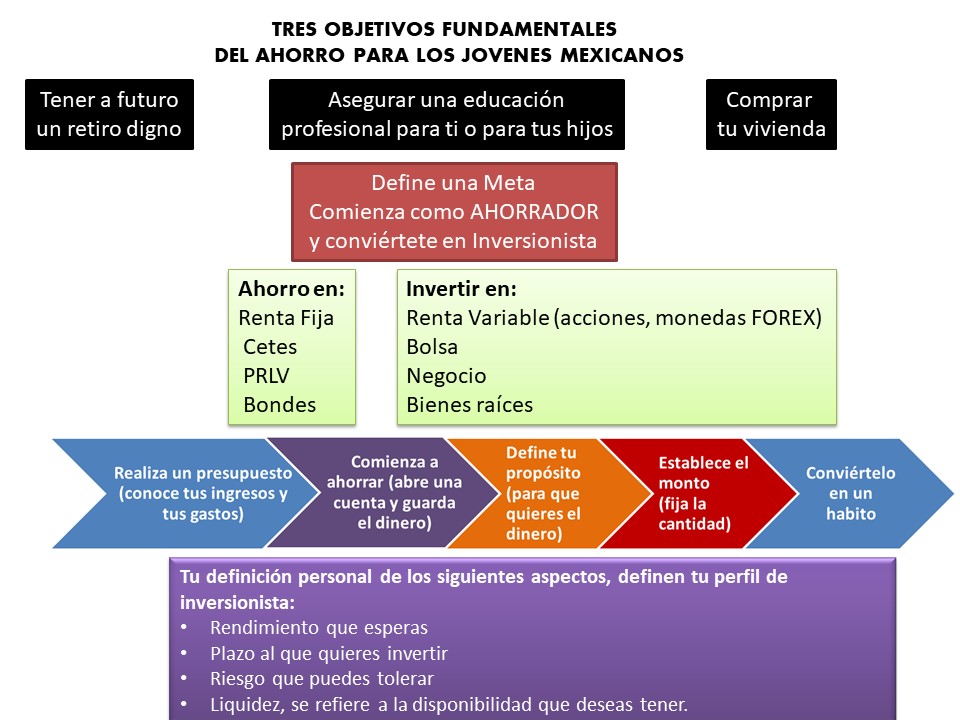 TRES OBJETIVOS FUNDAMENTALES
DEL AHORRO PARA LOS JOVENES MEXICANOS
Tener a futuro
un retiro digno
Asegurar una educación
profesional para ti o para tus hijos
Comprar
tu vivienda
Define una Meta
Comienza como AHORRADOR
y conviértete en Inversionista
Ahorro en:
Renta Fija
Cetes
PRLV
Bondes
Invertir en:
Renta Variable (acciones, monedas FOREX)
Bolsa
Negocio
Bienes raíces
Realiza un presupuesto
(conoce tus ingresos y
tus gastos)
Comienza a
ahorrar (abre una
cuenta y guarda
el dinero)
Define tu
propósito
(para que
quieres el
dinero)
Establece el
monto
(fija la
cantidad)
Conviértelo
en un
habito
Tu definición personal de los siguientes aspectos, definen tu perfil de
inversionista:
• Rendimiento que esperas
• Plazo al que quieres invertir
• Riesgo que puedes tolerar
• Liquidez, se refiere a la disponibilidad que deseas tener.